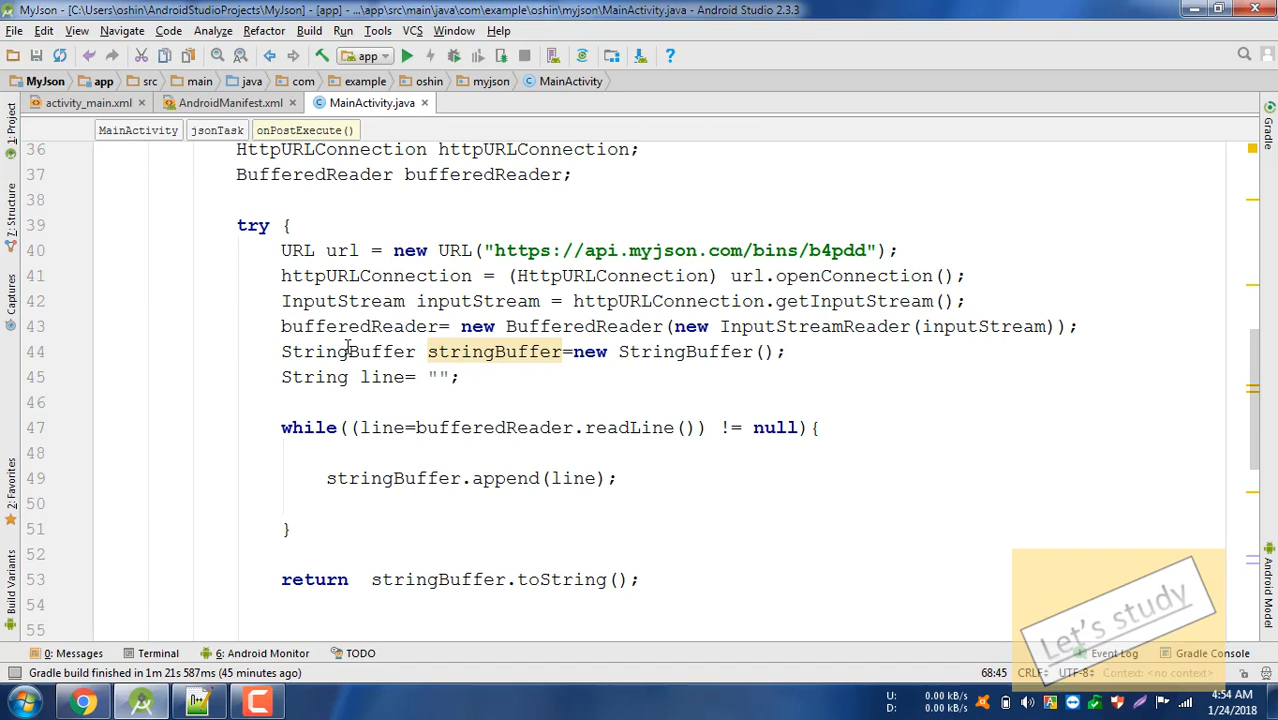 MyJson - [C:\Users\oshin\AndroidStudioProjects\MyJson] - [app] - ...\app\src\main\java\com\example\oshin\myjson\MainActivity.java - Android Studio 2.3.3
File Edit View Navigate Code Analyze Refactor Build Run Tools VCS Window Help
app
MyJson app src main java com example oshin myjson MainActivity
activity_main.xml AndroidManifest.xml MainActivity.java
MainActivity jsonTask onPostExecute()
1: Project
7: Structure
Captures
2: Favorites
Build Variants
Gradle
Android Model
36 HttpURLConnection httpURLConnection;
37 BufferedReader bufferedReader;
38
39 try {
40 URL url = new URL("https://api.myjson.com/bins/b4pdd");
41 httpURLConnection = (HttpURLConnection) url.openConnection();
42 InputStream inputStream = httpURLConnection.getInputStream();
43 bufferedReader= new BufferedReader(new InputStreamReader(inputStream));
44 StringBuffer stringBuffer=new StringBuffer();
45 String line= "";
46
47 while((line=bufferedReader.readLine()) != null){
48
49 stringBuffer.append(line);
50
51 }
52
53 return stringBuffer.toString();
54
55
Let's study
0: Messages Terminal 6: Android Monitor TODO Event Log Gradle Console
Gradle build finished in 1m 21s 587ms (45 minutes ago) 68:45 CRLF UTF-8 Context: <no context>
U: 0.00 kB/s
D: 0.00 kB/s
4:54 AM
1/24/2018